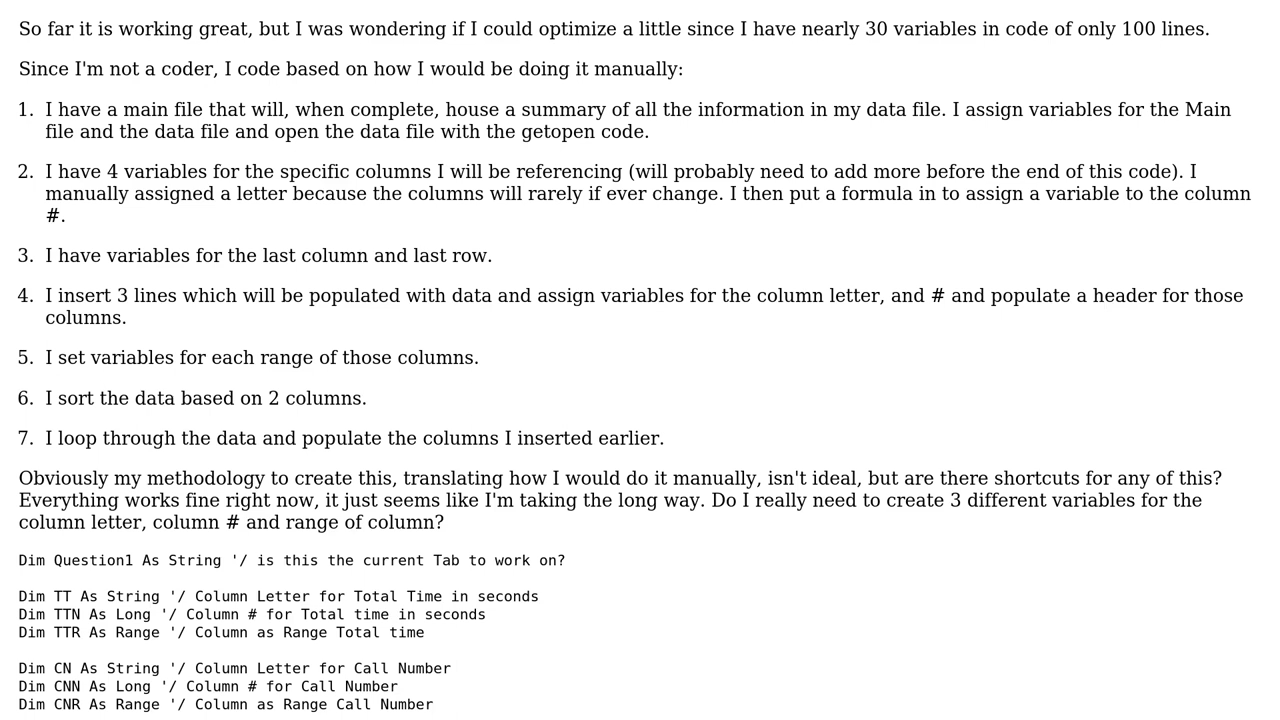 So far it is working great, but I was wondering if I could optimize a little since I have nearly 30 variables in code of only 100 lines.
Since I'm not a coder, I code based on how I would be doing it manually:
1. I have a main file that will, when complete, house a summary of all the information in my data file. I assign variables for the Main
file and the data file and open the data file with the getopen code.
2. I have 4 variables for the specific columns I will be referencing (will probably need to add more before the end of this code). I
manually assigned a letter because the columns will rarely if ever change. I then put a formula in to assign a variable to the column
#.
3. I have variables for the last column and last row.
4. I insert 3 lines which will be populated with data and assign variables for the column letter, and # and populate a header for those
columns.
5. I set variables for each range of those columns.
6. I sort the data based on 2 columns.
7. I loop through the data and populate the columns I inserted earlier.
Obviously my methodology to create this, translating how I would do it manually, isn't ideal, but are there shortcuts for any of this?
Everything works fine right now, it just seems like I'm taking the long way. Do I really need to create 3 different variables for the
column letter, column # and range of column?
Dim Question1 As String '/ is this the current Tab to work on?
Dim TT As String '/ Column Letter for Total Time in seconds
Dim TTN As Long '/ Column # for Total time in seconds
Dim TTR As Range '/ Column as Range Total time
Dim CN As String '/ Column Letter for Call Number
Dim CNN As Long '/ Column # for Call Number
Dim CNR As Range '/ Column as Range Call Number